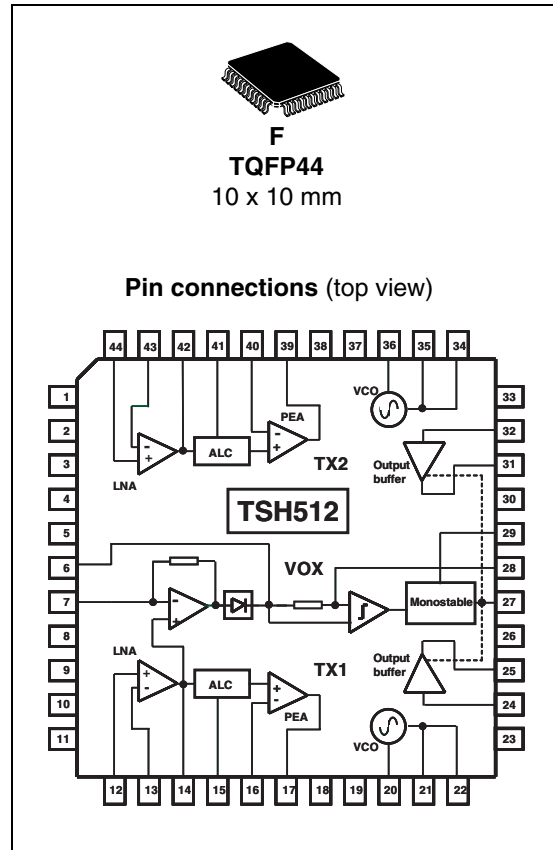 F
TQFP44
10 x 10 mm
Pin connections (top view)
44 43 42 41 40 39 38 37 36 35 34
1
2
3
4
5
6
7
8
9
10
11
33
32
31
30
29
28
27
26
25
24
23
VCO
PEA
ALC
LNA
TX2
Output
buffer
TSH512
VOX
Monostable
LNA
ALC
PEA
TX1
Output
buffer
VCO
12 13 14 15 16 17 18 19 20 21 22